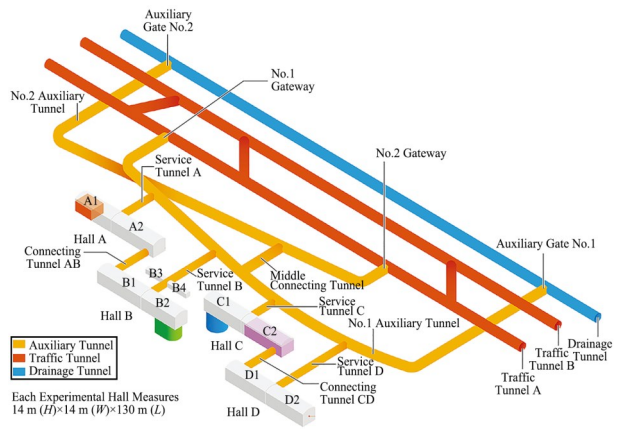 Auxiliary
Gate No.2
No.1
Gateway
No.2 Auxiliary
Tunnel
Service
Tunnel A
No.2 Gateway
A1
A2
Hall A
Auxiliary Gate No.1
Connecting
Tunnel AB
B3
B4
B1
B2
Service
Tunnel B
Middle
Connecting Tunnel
Hall B
C1
C2
Service
Tunnel C
No.1 Auxiliary Tunnel
Hall C
Drainage
Tunnel
Traffic
Tunnel B
Traffic
Tunnel A
Service
Tunnel D
D1
D2
Connecting
Tunnel CD
Hall D
Auxiliary Tunnel
Traffic Tunnel
Drainage Tunnel
Each Experimental Hall Measures
14 m (H)×14 m (W)×130 m (L)